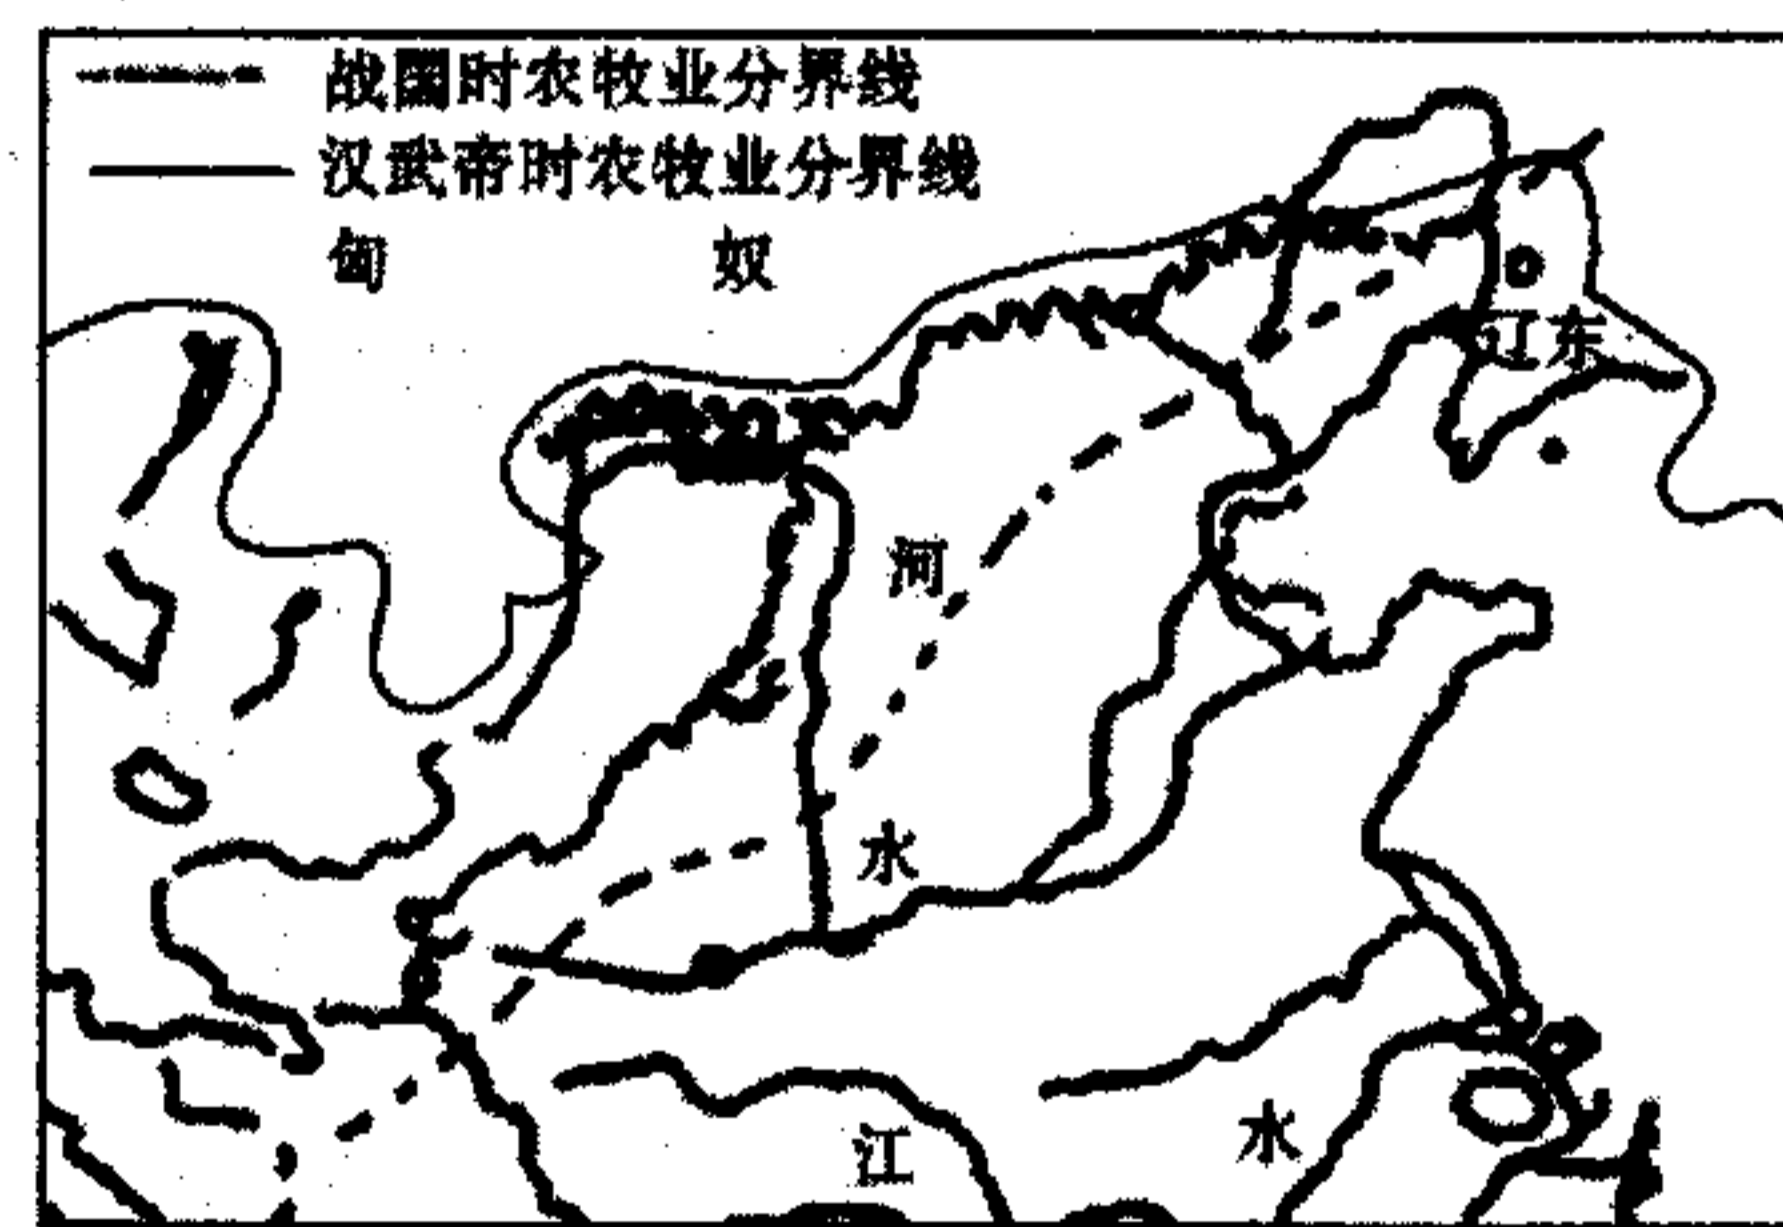 战国时农牧业分界线
汉武帝时农牧业分界线
匈奴
辽东
河
水
江
水